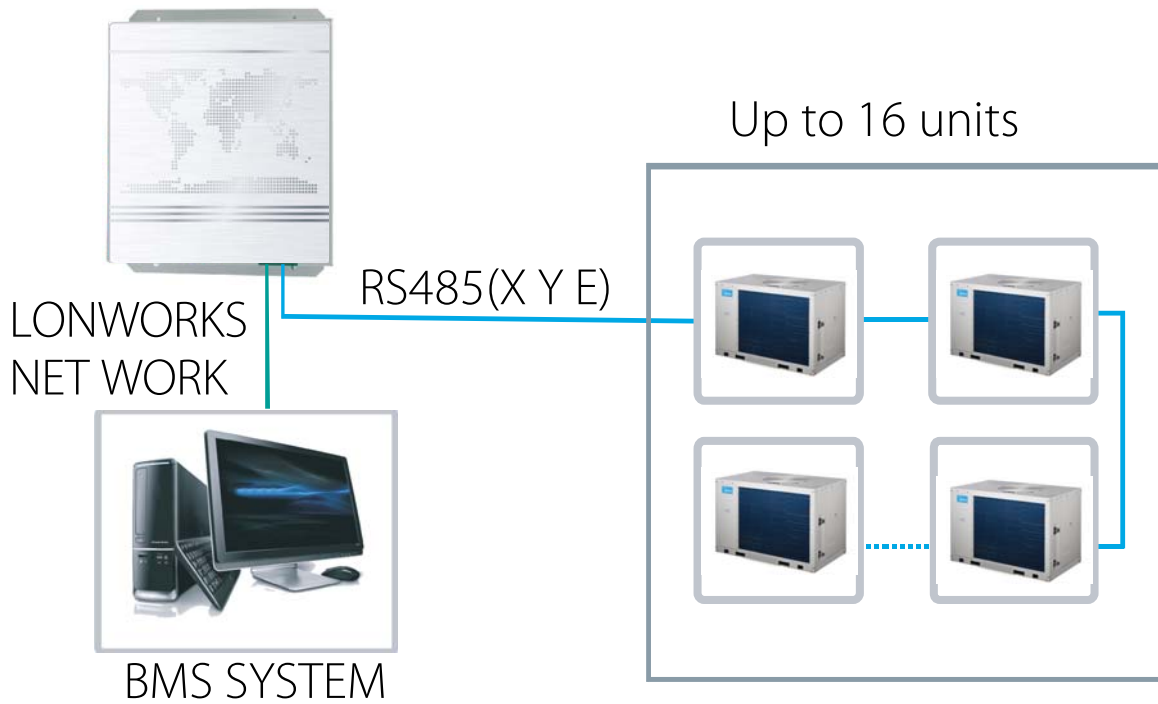 Up to 16 units
RS485(X Y E)
LONWORKS
NET WORK
BMS SYSTEM